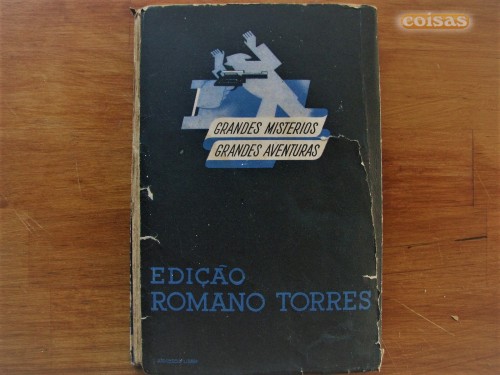 coisas
GRANDES MISTERIOS
GRANDES AVENTURAS
EDIÇÃO
ROMANO TORRES